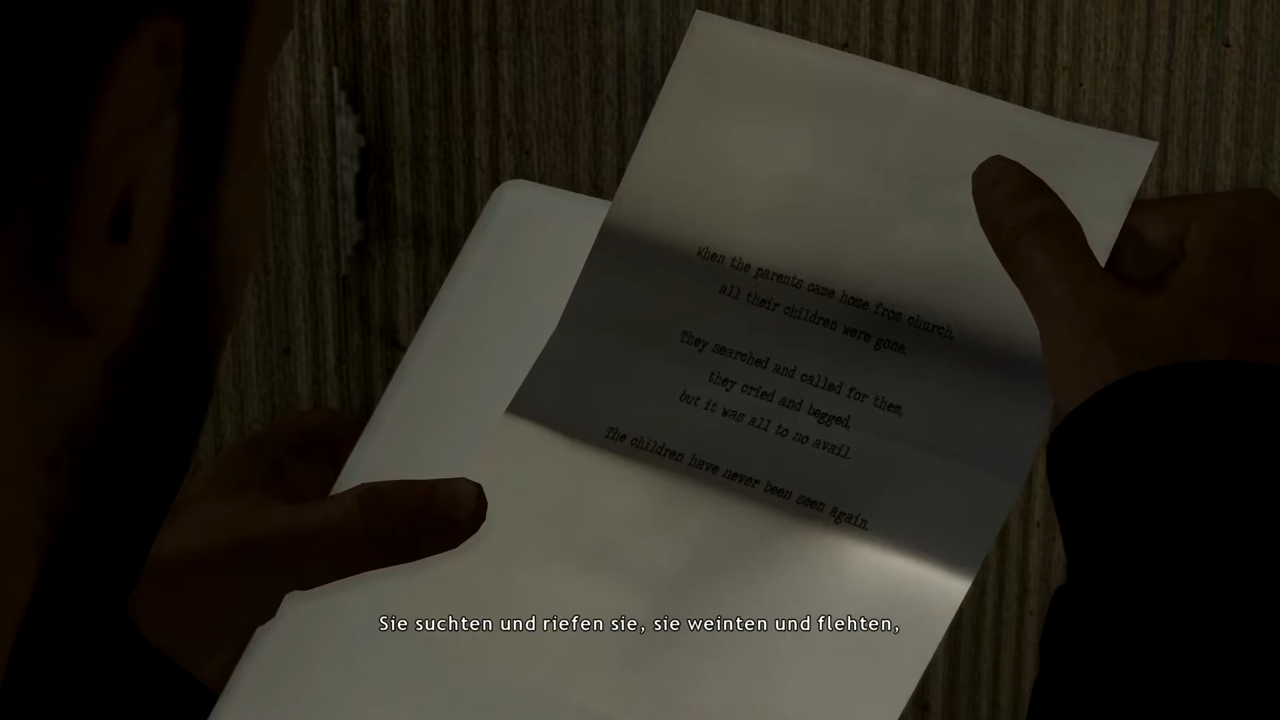 When the parents came home from church,
all their children were gone.
They searched and called for them,
they cried and begged,
but it was all to no avail.
The children have never been seen again.
Sie suchten und riefen sie, sie weinten und flehten,